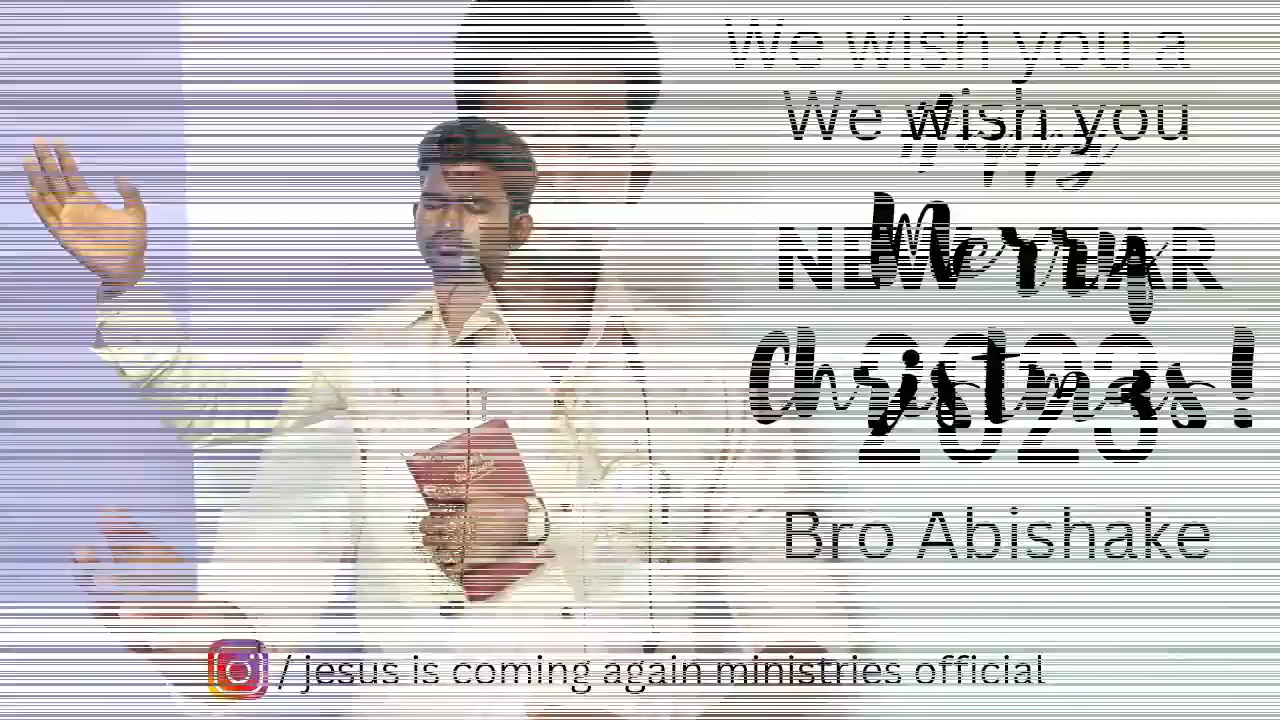 We wish you a
Happy
NEW YEAR
2023
We wish you
Merry
Christmas!
Bro Abishake
/ jesus is coming again ministries official